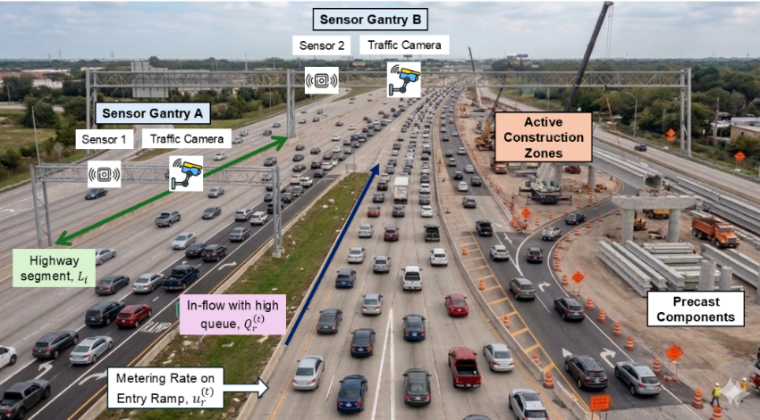 Sensor Gantry B
Sensor 2
Traffic Camera
Sensor Gantry A
Sensor 1
Traffic Camera
Active
Construction
Zones
Highway
segment, Lᵢ
In-flow with high
queue, Qᵣ⁽ᵗ⁾
Precast
Components
Metering Rate on
Entry Ramp, uᵣ⁽ᵗ⁾
RAMP